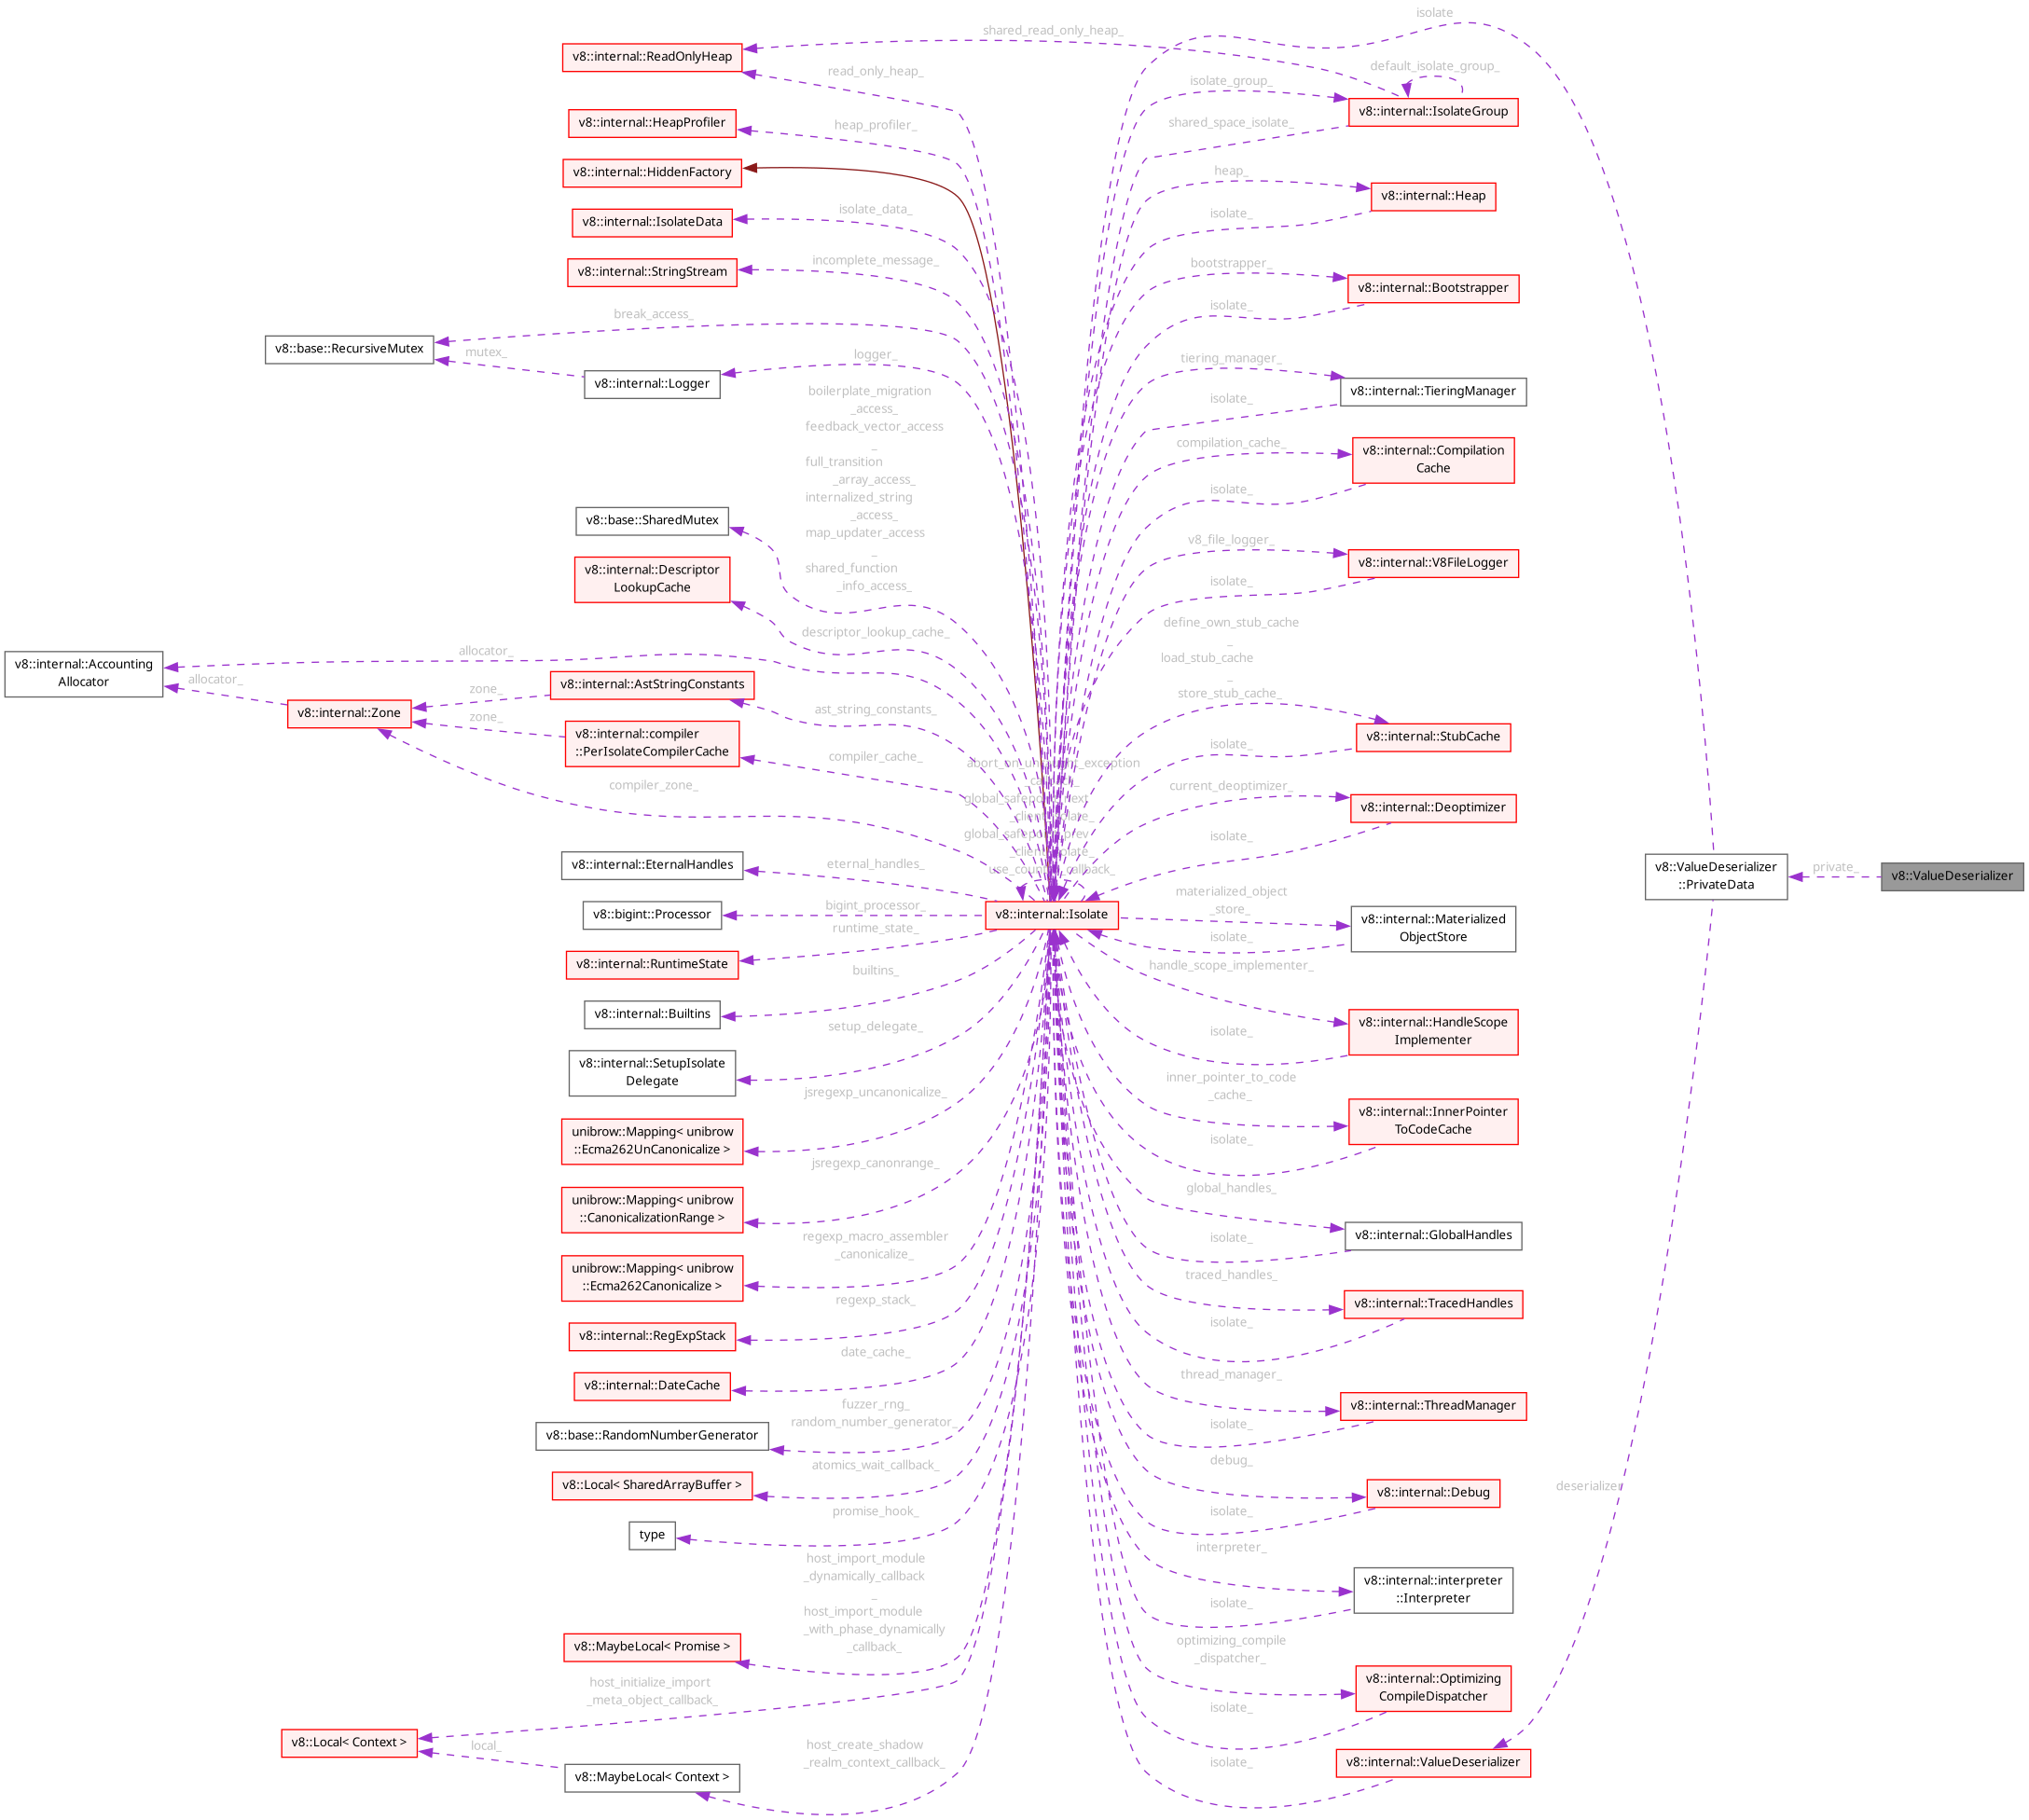 isolate
shared_read_only_heap_
v8::internal::ReadOnlyHeap
read_only_heap_
default_isolate_group_
isolate_group_
v8::internal::IsolateGroup
v8::internal::HeapProfiler
heap_profiler_
shared_space_isolate_
v8::internal::HiddenFactory
heap_
v8::internal::Heap
v8::internal::IsolateData
isolate_data_
isolate_
v8::internal::StringStream
incomplete_message_
bootstrapper_
v8::internal::Bootstrapper
isolate_
break_access_
v8::base::RecursiveMutex
mutex_
logger_
v8::internal::Logger
tiering_manager_
v8::internal::TieringManager
isolate_
boilerplate_migration
_access_
feedback_vector_access
_
full_transition
_array_access_
internalized_string
_access_
map_updater_access
_
shared_function
_info_access_
compilation_cache_
v8::internal::Compilation
Cache
isolate_
v8::base::SharedMutex
v8_file_logger_
v8::internal::V8FileLogger
isolate_
v8::internal::Descriptor
LookupCache
descriptor_lookup_cache_
define_own_stub_cache
_
load_stub_cache
_
store_stub_cache_
v8::internal::StubCache
isolate_
v8::internal::Accounting
Allocator
allocator_
allocator_
v8::internal::Zone
zone_
zone_
v8::internal::AstStringConstants
ast_string_constants_
v8::internal::compiler
::PerIsolateCompilerCache
compiler_cache_
compiler_zone_
_client_isolate_
_client_isolate_
current_deoptimizer_
v8::internal::Deoptimizer
isolate_
v8::internal::EternalHandles
eternal_handles_
v8::bigint::Processor
bigint_processor_
v8::internal::Isolate
materialized_object
_store_
v8::internal::Materialized
ObjectStore
isolate_
v8::ValueDeserializer
::PrivateData
private_
v8::ValueDeserializer
v8::internal::RuntimeState
runtime_state_
v8::internal::Builtins
builtins_
handle_scope_implementer_
v8::internal::HandleScope
Implementer
isolate_
v8::internal::SetupIsolate
Delegate
setup_delegate_
unibrow::Mapping< unibrow
::Ecma262UnCanonicalize >
jsregexp_uncanonicalize_
inner_pointer_to_code
_cache_
v8::internal::InnerPointer
ToCodeCache
isolate_
unibrow::Mapping< unibrow
::CanonicalizationRange >
jsregexp_canonrange_
global_handles_
v8::internal::GlobalHandles
isolate_
unibrow::Mapping< unibrow
::Ecma262Canonicalize >
regexp_macro_assembler
_canonicalize_
traced_handles_
v8::internal::TracedHandles
isolate_
v8::internal::RegExpStack
regexp_stack_
v8::internal::DateCache
date_cache_
thread_manager_
v8::internal::ThreadManager
isolate_
v8::base::RandomNumberGenerator
fuzzer_rng_
random_number_generator_
v8::Local< SharedArrayBuffer >
atomics_wait_callback_
debug_
v8::internal::Debug
isolate_
deserializer
type
promise_hook_
interpreter_
v8::internal::interpreter
::Interpreter
isolate_
host_import_module
_dynamically_callback
_
host_import_module
_with_phase_dynamically
_callback_
v8::MaybeLocal< Promise >
optimizing_compile
_dispatcher_
v8::internal::Optimizing
CompileDispatcher
isolate_
host_initialize_import
_meta_object_callback_
v8::Local< Context >
local_
v8::MaybeLocal< Context >
host_create_shadow
_realm_context_callback_
v8::internal::ValueDeserializer
isolate_